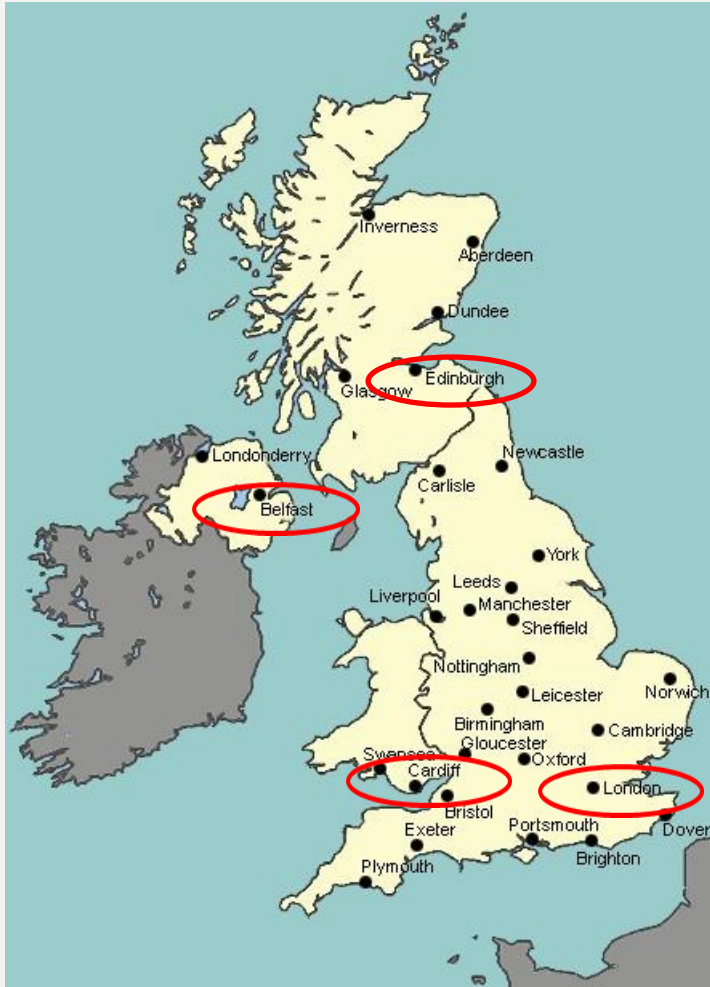 Inverness
Aberdeen
Dundee
Edinburgh
Glasgow
Londonderry
Newcastle
Carlisle
Belfast
York
Leeds
Liverpool
Manchester
Sheffield
Nottingham
Norwich
Leicester
Birmingham
Cambridge
Gloucester
Swansea
Oxford
Cardiff
London
Bristol
Dover
Portsmouth
Exeter
Brighton
Plymouth